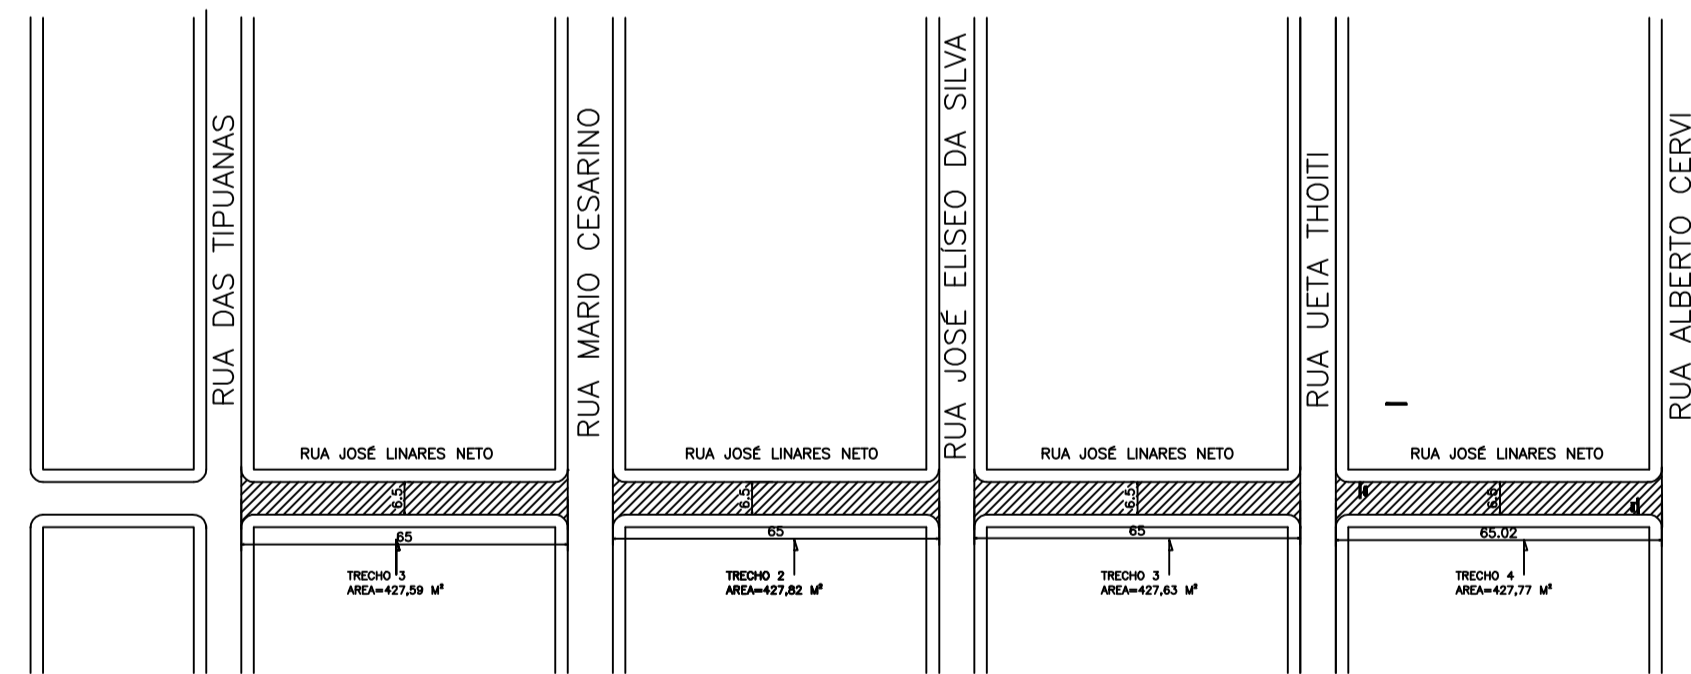 RUA DAS TIPUANAS
RUA MARIO CESARINO
RUA JOSÉ ELÍSEO DA SILVA
RUA UETA THOITI
RUA ALBERTO CERVI
RUA JOSÉ LINARES NETO
RUA JOSÉ LINARES NETO
RUA JOSÉ LINARES NETO
RUA JOSÉ LINARES NETO
6.5
6.5
6.5
6.5
65
65
65
65.02
TRECHO 3
AREA=427,59 M²
TRECHO 2
AREA=427,82 M²
TRECHO 3
AREA=427,63 M²
TRECHO 4
AREA=427,77 M²